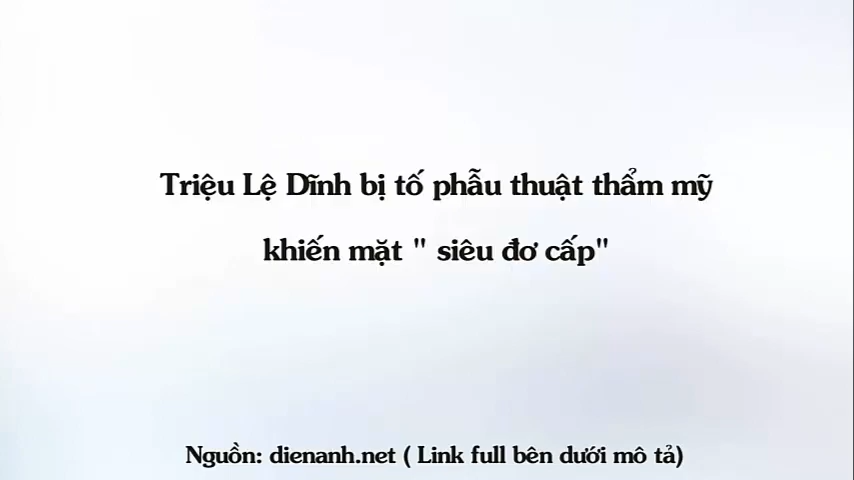 Triệu Lệ Dĩnh bị tố phẫu thuật thẩm mỹ
khiến mặt " siêu đơ cấp"
Nguồn: dienanh.net ( Link full bên dưới mô tả)